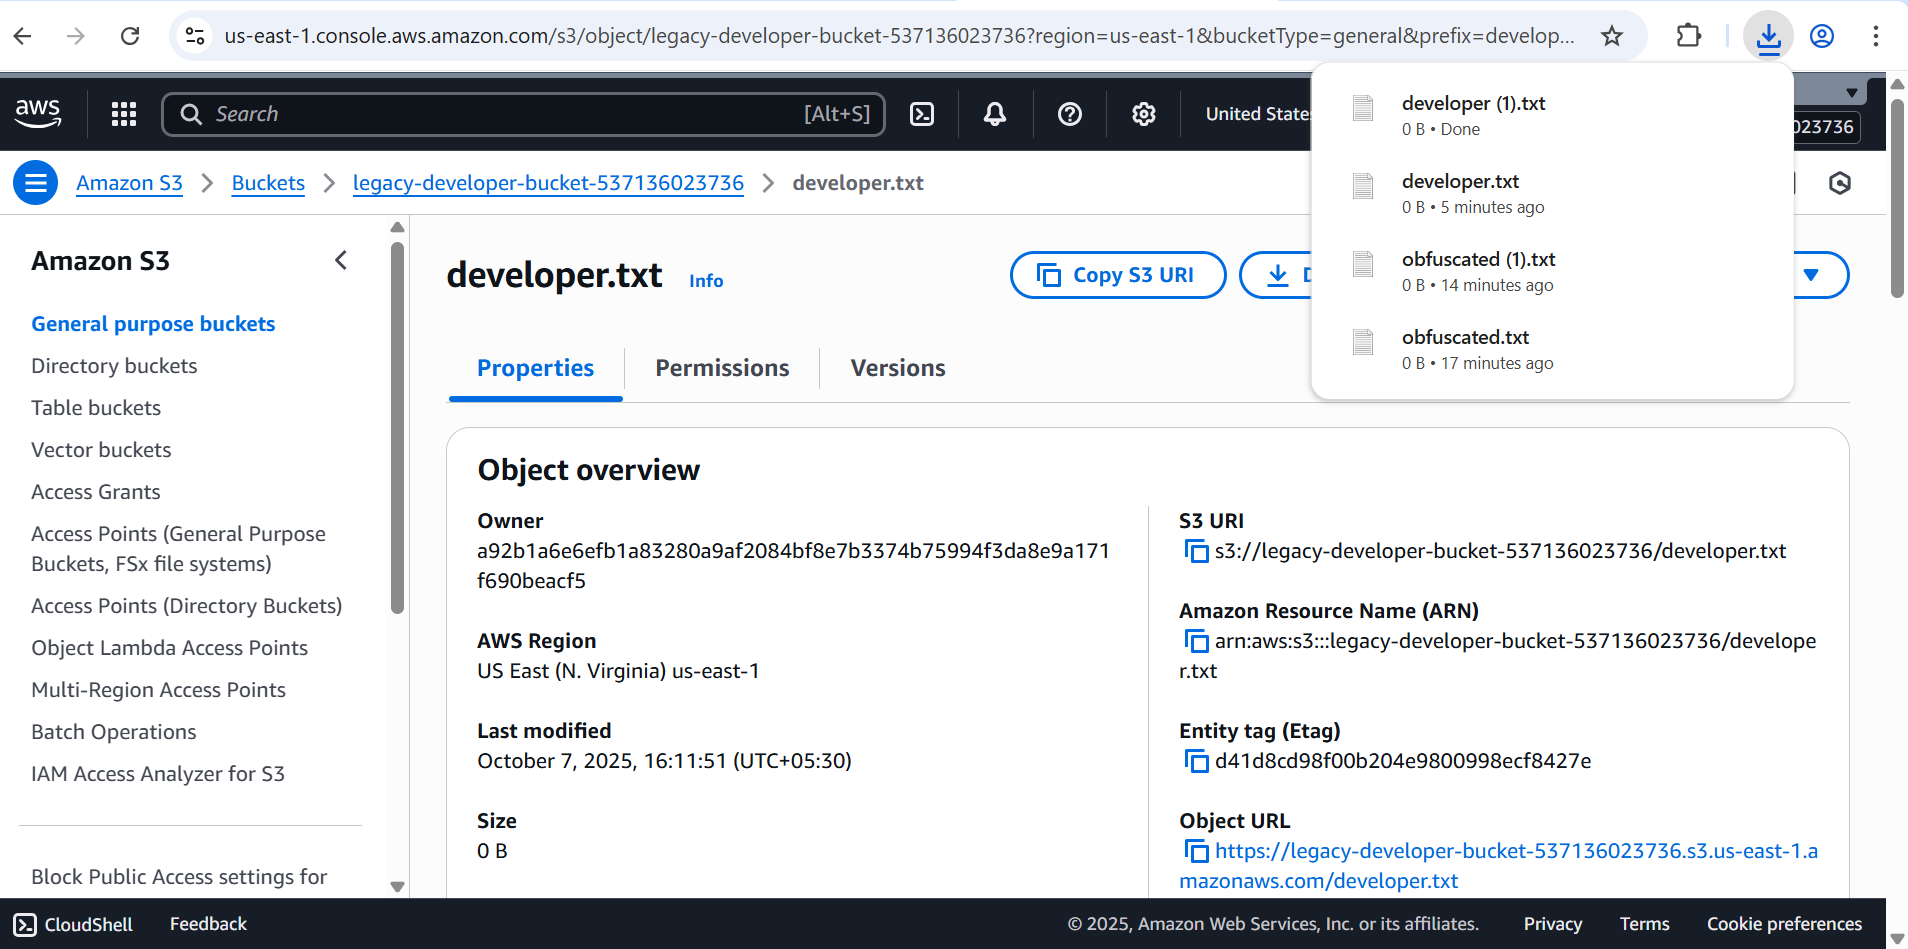 us-east-1.console.aws.amazon.com/s3/object/legacy-developer-bucket-537136023736?region=us-east-1&bucketType=general&prefix=develop...
aws
Search
[Alt+S]
United State
023736
developer (1).txt
0 B • Done
developer.txt
0 B • 5 minutes ago
obfuscated (1).txt
0 B • 14 minutes ago
obfuscated.txt
0 B • 17 minutes ago
Amazon S3 > Buckets > legacy-developer-bucket-537136023736 > developer.txt
Amazon S3
General purpose buckets
Directory buckets
Table buckets
Vector buckets
Access Grants
Access Points (General Purpose
Buckets, FSx file systems)
Access Points (Directory Buckets)
Object Lambda Access Points
Multi-Region Access Points
Batch Operations
IAM Access Analyzer for S3
Block Public Access settings for
developer.txt
Info
Copy S3 URI
Properties
Permissions
Versions
Object overview
Owner
a92b1a6e6efb1a83280a9af2084bf8e7b3374b75994f3da8e9a171
f690beacf5
AWS Region
US East (N. Virginia) us-east-1
Last modified
October 7, 2025, 16:11:51 (UTC+05:30)
Size
0 B
S3 URI
s3://legacy-developer-bucket-537136023736/developer.txt
Amazon Resource Name (ARN)
arn:aws:s3:::legacy-developer-bucket-537136023736/develope
r.txt
Entity tag (Etag)
d41d8cd98f00b204e9800998ecf8427e
Object URL
https://legacy-developer-bucket-537136023736.s3.us-east-1.a
mazonaws.com/developer.txt
CloudShell
Feedback
© 2025, Amazon Web Services, Inc. or its affiliates.
Privacy
Terms
Cookie preferences